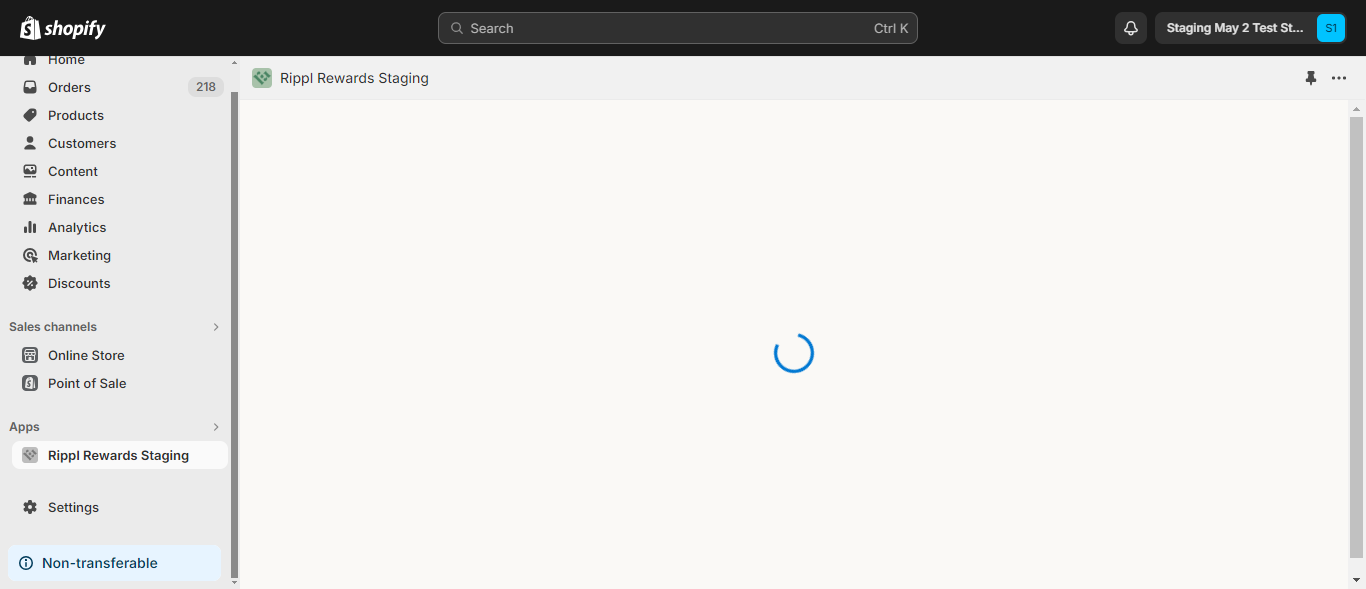 shopify
Search
Ctrl K
Staging May 2 Test St...
S1
Home
Orders
218
Products
Customers
Content
Finances
Analytics
Marketing
Discounts
Sales channels
Online Store
Point of Sale
Apps
Rippl Rewards Staging
Settings
Non-transferable
Rippl Rewards Staging